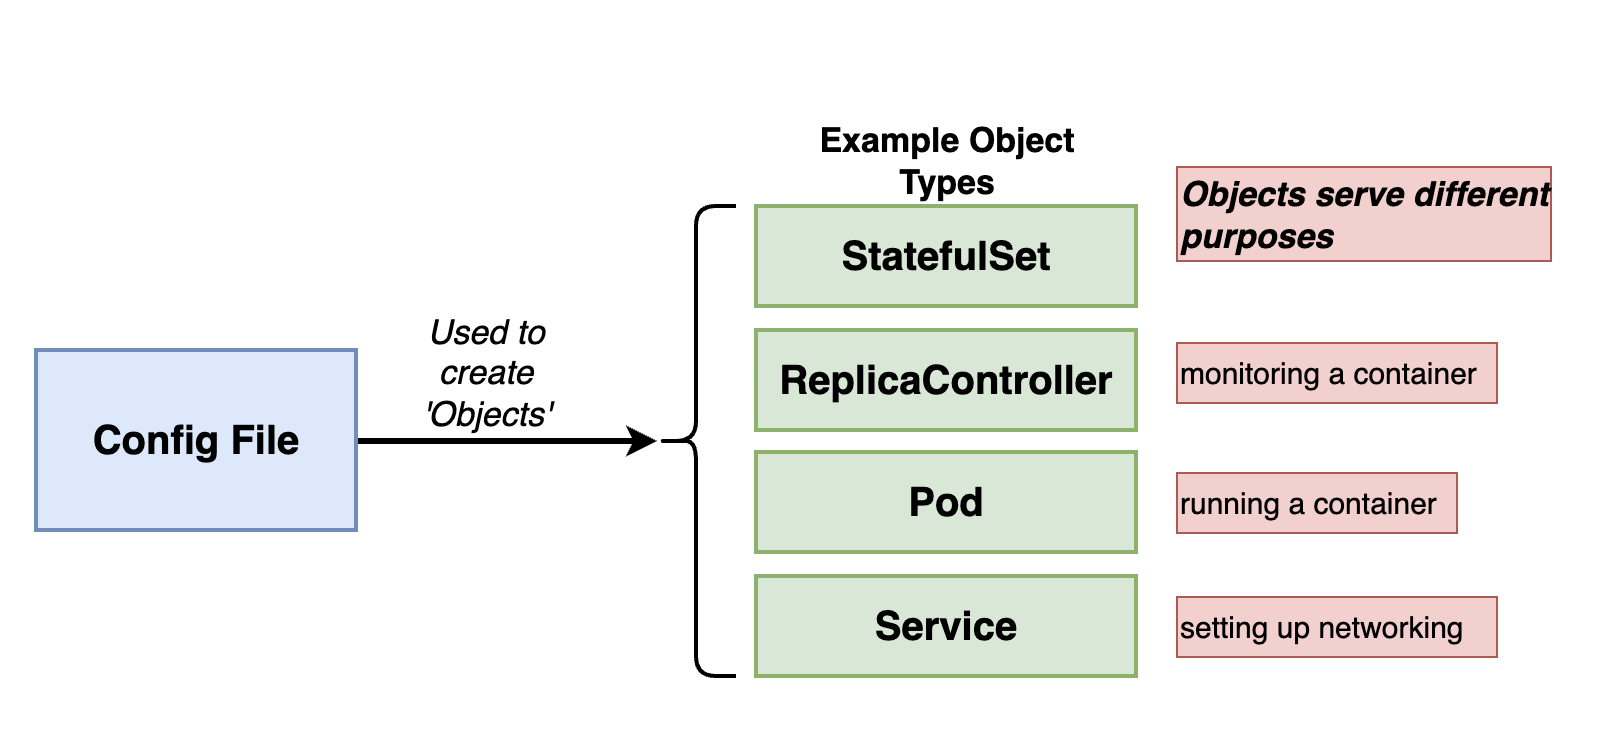 Example Object
Types
Objects serve different
purposes
StatefulSet
Used to
create
'Objects'
ReplicaController
monitoring a container
Config File
Pod
running a container
Service
setting up networking